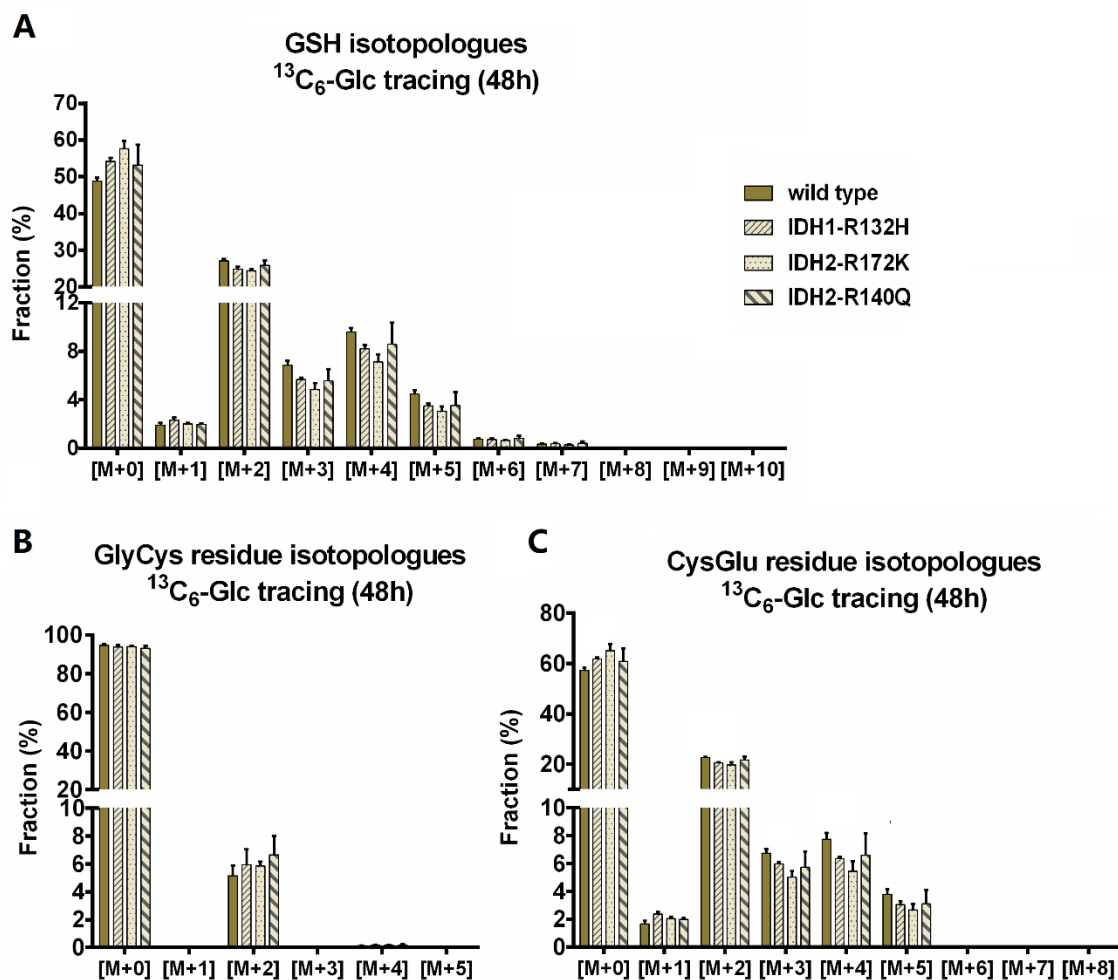 A
GSH isotopologues
¹³C₆-Glc tracing (48h)
Fraction (%)
70
60
50
40
30
20
12
8
4
0
[M+0] [M+1] [M+2] [M+3] [M+4] [M+5] [M+6] [M+7] [M+8] [M+9] [M+10]
wild type
IDH1-R132H
IDH2-R172K
IDH2-R140Q
B
GlyCys residue isotopologues
¹³C₆-Glc tracing (48h)
Fraction (%)
100
80
60
40
20
10
8
6
4
2
0
[M+0] [M+1] [M+2] [M+3] [M+4] [M+5]
C
CysGlu residue isotopologues
¹³C₆-Glc tracing (48h)
Fraction (%)
80
60
40
20
10
8
6
4
2
0
[M+0] [M+1] [M+2] [M+3] [M+4] [M+5] [M+6] [M+7] [M+8]